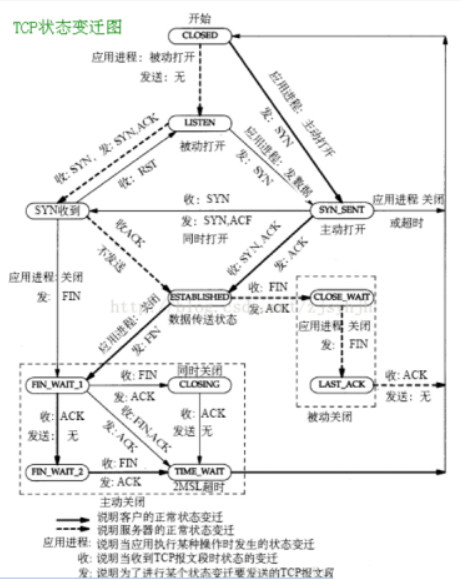 TCP状态变迁图
开始
CLOSED
应用进程：被动打开
发送：无
应用进程：主动打开
发：SYN
LISTEN
被动打开
收：SYN，发：SYN,ACK
收：RST
应用进程：发数据
发：SYN
SYN收到
收：SYN
发：SYN,ACF
同时打开
SYN_SENT
主动打开
应用进程 关闭
或超时
收ACK
不发送
收：SYN,ACK
发：ACK
应用进程：关闭
发：FIN
ESTABLISHED
数据传送状态
收：FIN
发：ACK
CLOSE_WAIT
应用进程：关闭
发：FIN
LAST_ACK
收：ACK
发送：无
被动关闭
应用进程：关闭
发：FIN
FIN_WAIT_1
收：FIN
发：ACK
同时关闭
CLOSING
收：ACK
发送：无
收：FIN,ACK
发：ACK
收：ACK
发送 无
FIN_WAIT_2
收：FIN
发：ACK
TIME_WAIT
2MSL超时
主动关闭
说明客户的正常状态变迁
说明服务器的正常状态变迁
应用进程：说明当应用执行某种操作时发生的状态变迁
收：说明当收到TCP报文段时状态的变迁
发：说明为了进行某个状态变迁要发送的TCP报文段